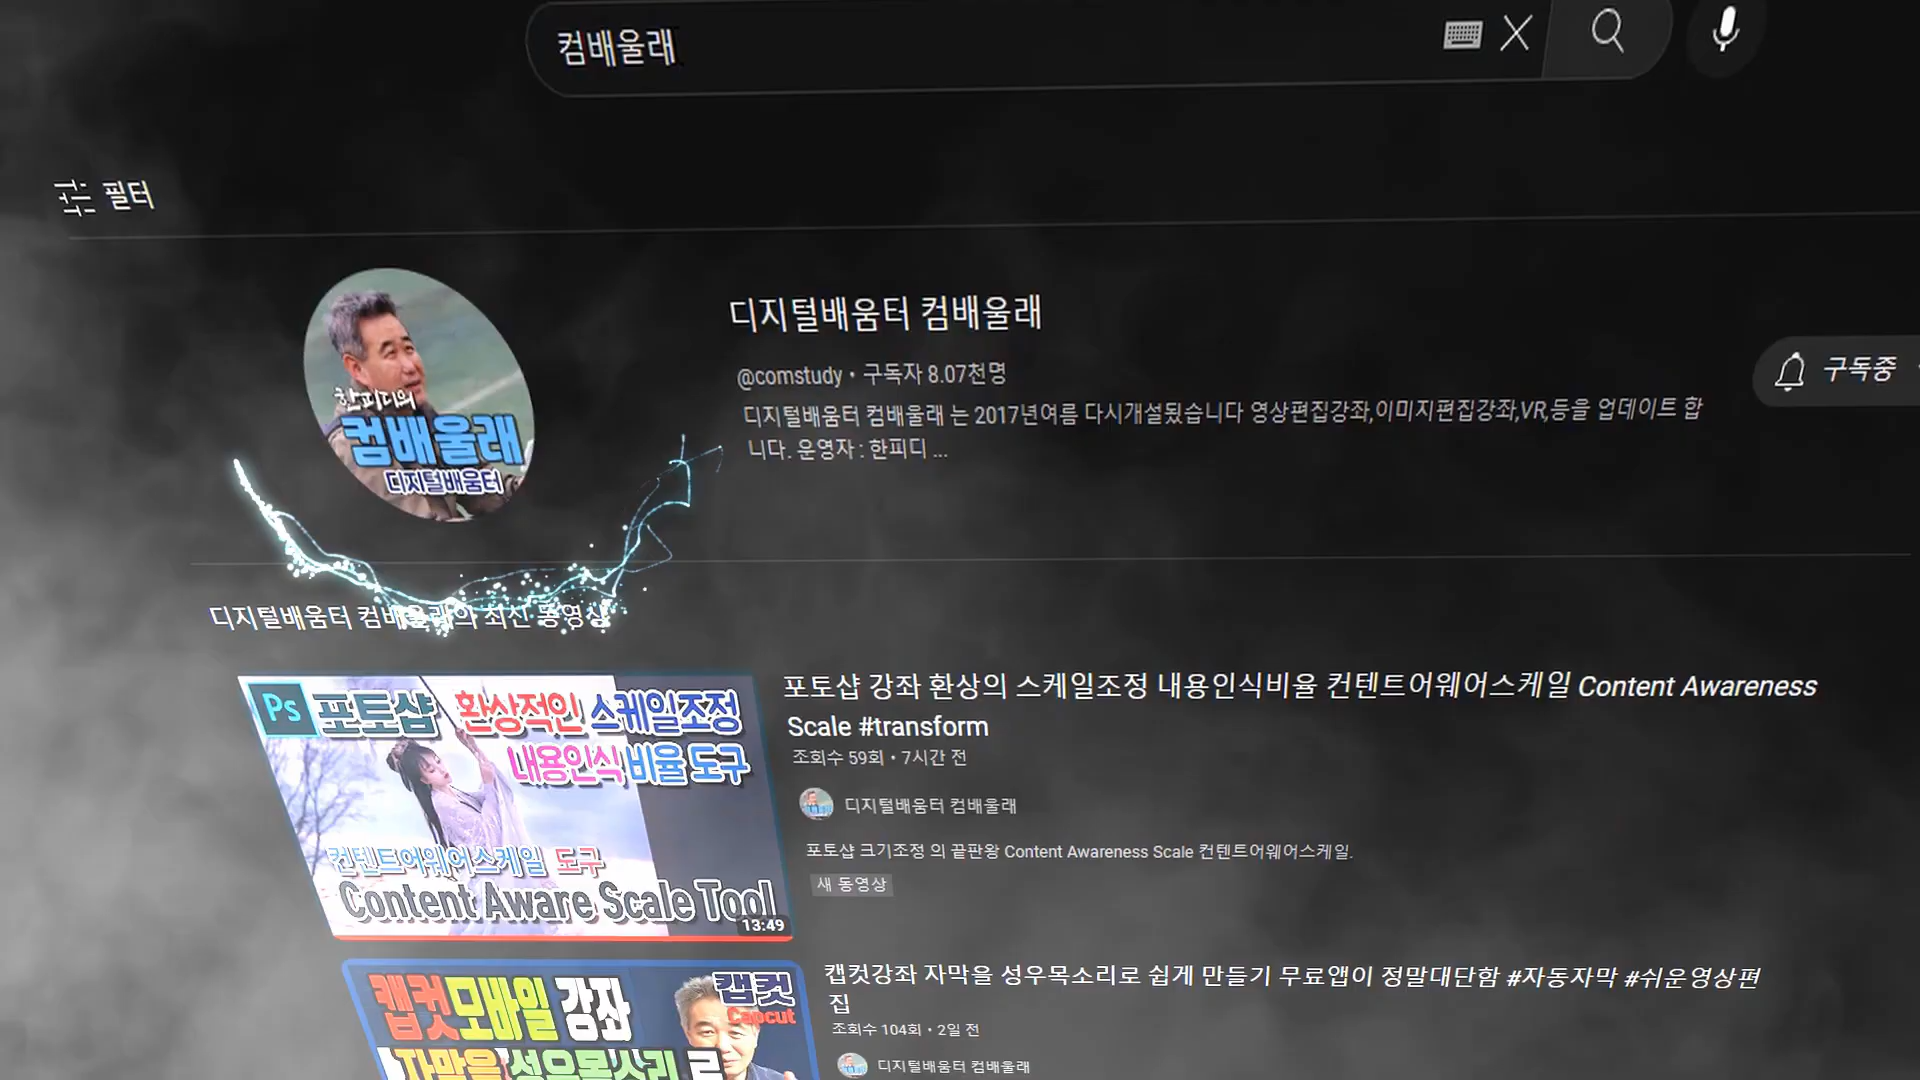 컴배울래
필터
한피디의
컴배울래
디지털배움터
디지털배움터 컴배울래
@comstudy • 구독자 8.07천명
디지털배움터 컴배울래 는 2017년여름 다시개설됬습니다 영상편집강좌,이미지편집강좌,VR,등을 업데이트 합
니다. 운영자 : 한피디 ...
구독중
디지털배움터 컴배울래의 최신 동영상
Ps 포토샵 환상적인 스케일조정
내용인식 비율 도구
컨텐트어웨어스케일 도구
Content Aware Scale Tool
13:49
포토샵 강좌 환상의 스케일조정 내용인식비율 컨텐트어웨어스케일 Content Awareness
Scale #transform
조회수 59회 • 7시간 전
디지털배움터 컴배울래
포토샵 크기조정 의 끝판왕 Content Awareness Scale 컨텐트어웨어스케일.
새 동영상
캡컷모바일 강좌
캡컷
Capcut
자막을 성우목소리 로
캡컷강좌 자막을 성우목소리로 쉽게 만들기 무료앱이 정말대단함 #자동자막 #쉬운영상편
집
조회수 104회 • 2일 전
디지털배움터 컴배울래